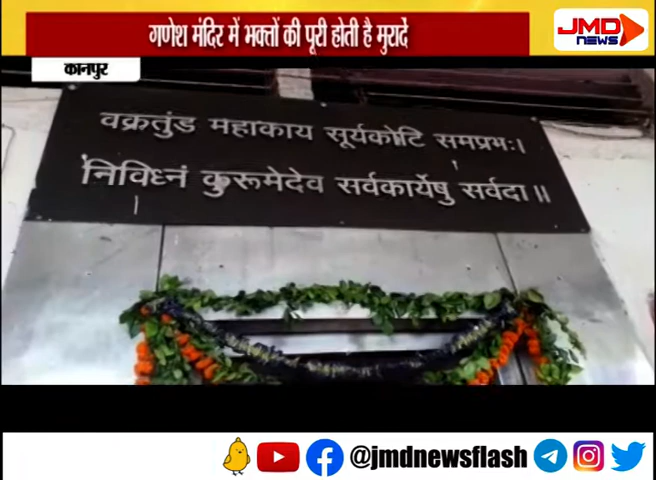 गणेश मंदिर में भक्तों की पूरी होती है मुरादें
JMD
NEWS
कानपुर
वक्रतुंड महाकाय सूर्यकोटि समप्रभः।
निविध्नं कुरूमेदेव सर्वकार्येषु सर्वदा॥
@jmdnewsflash